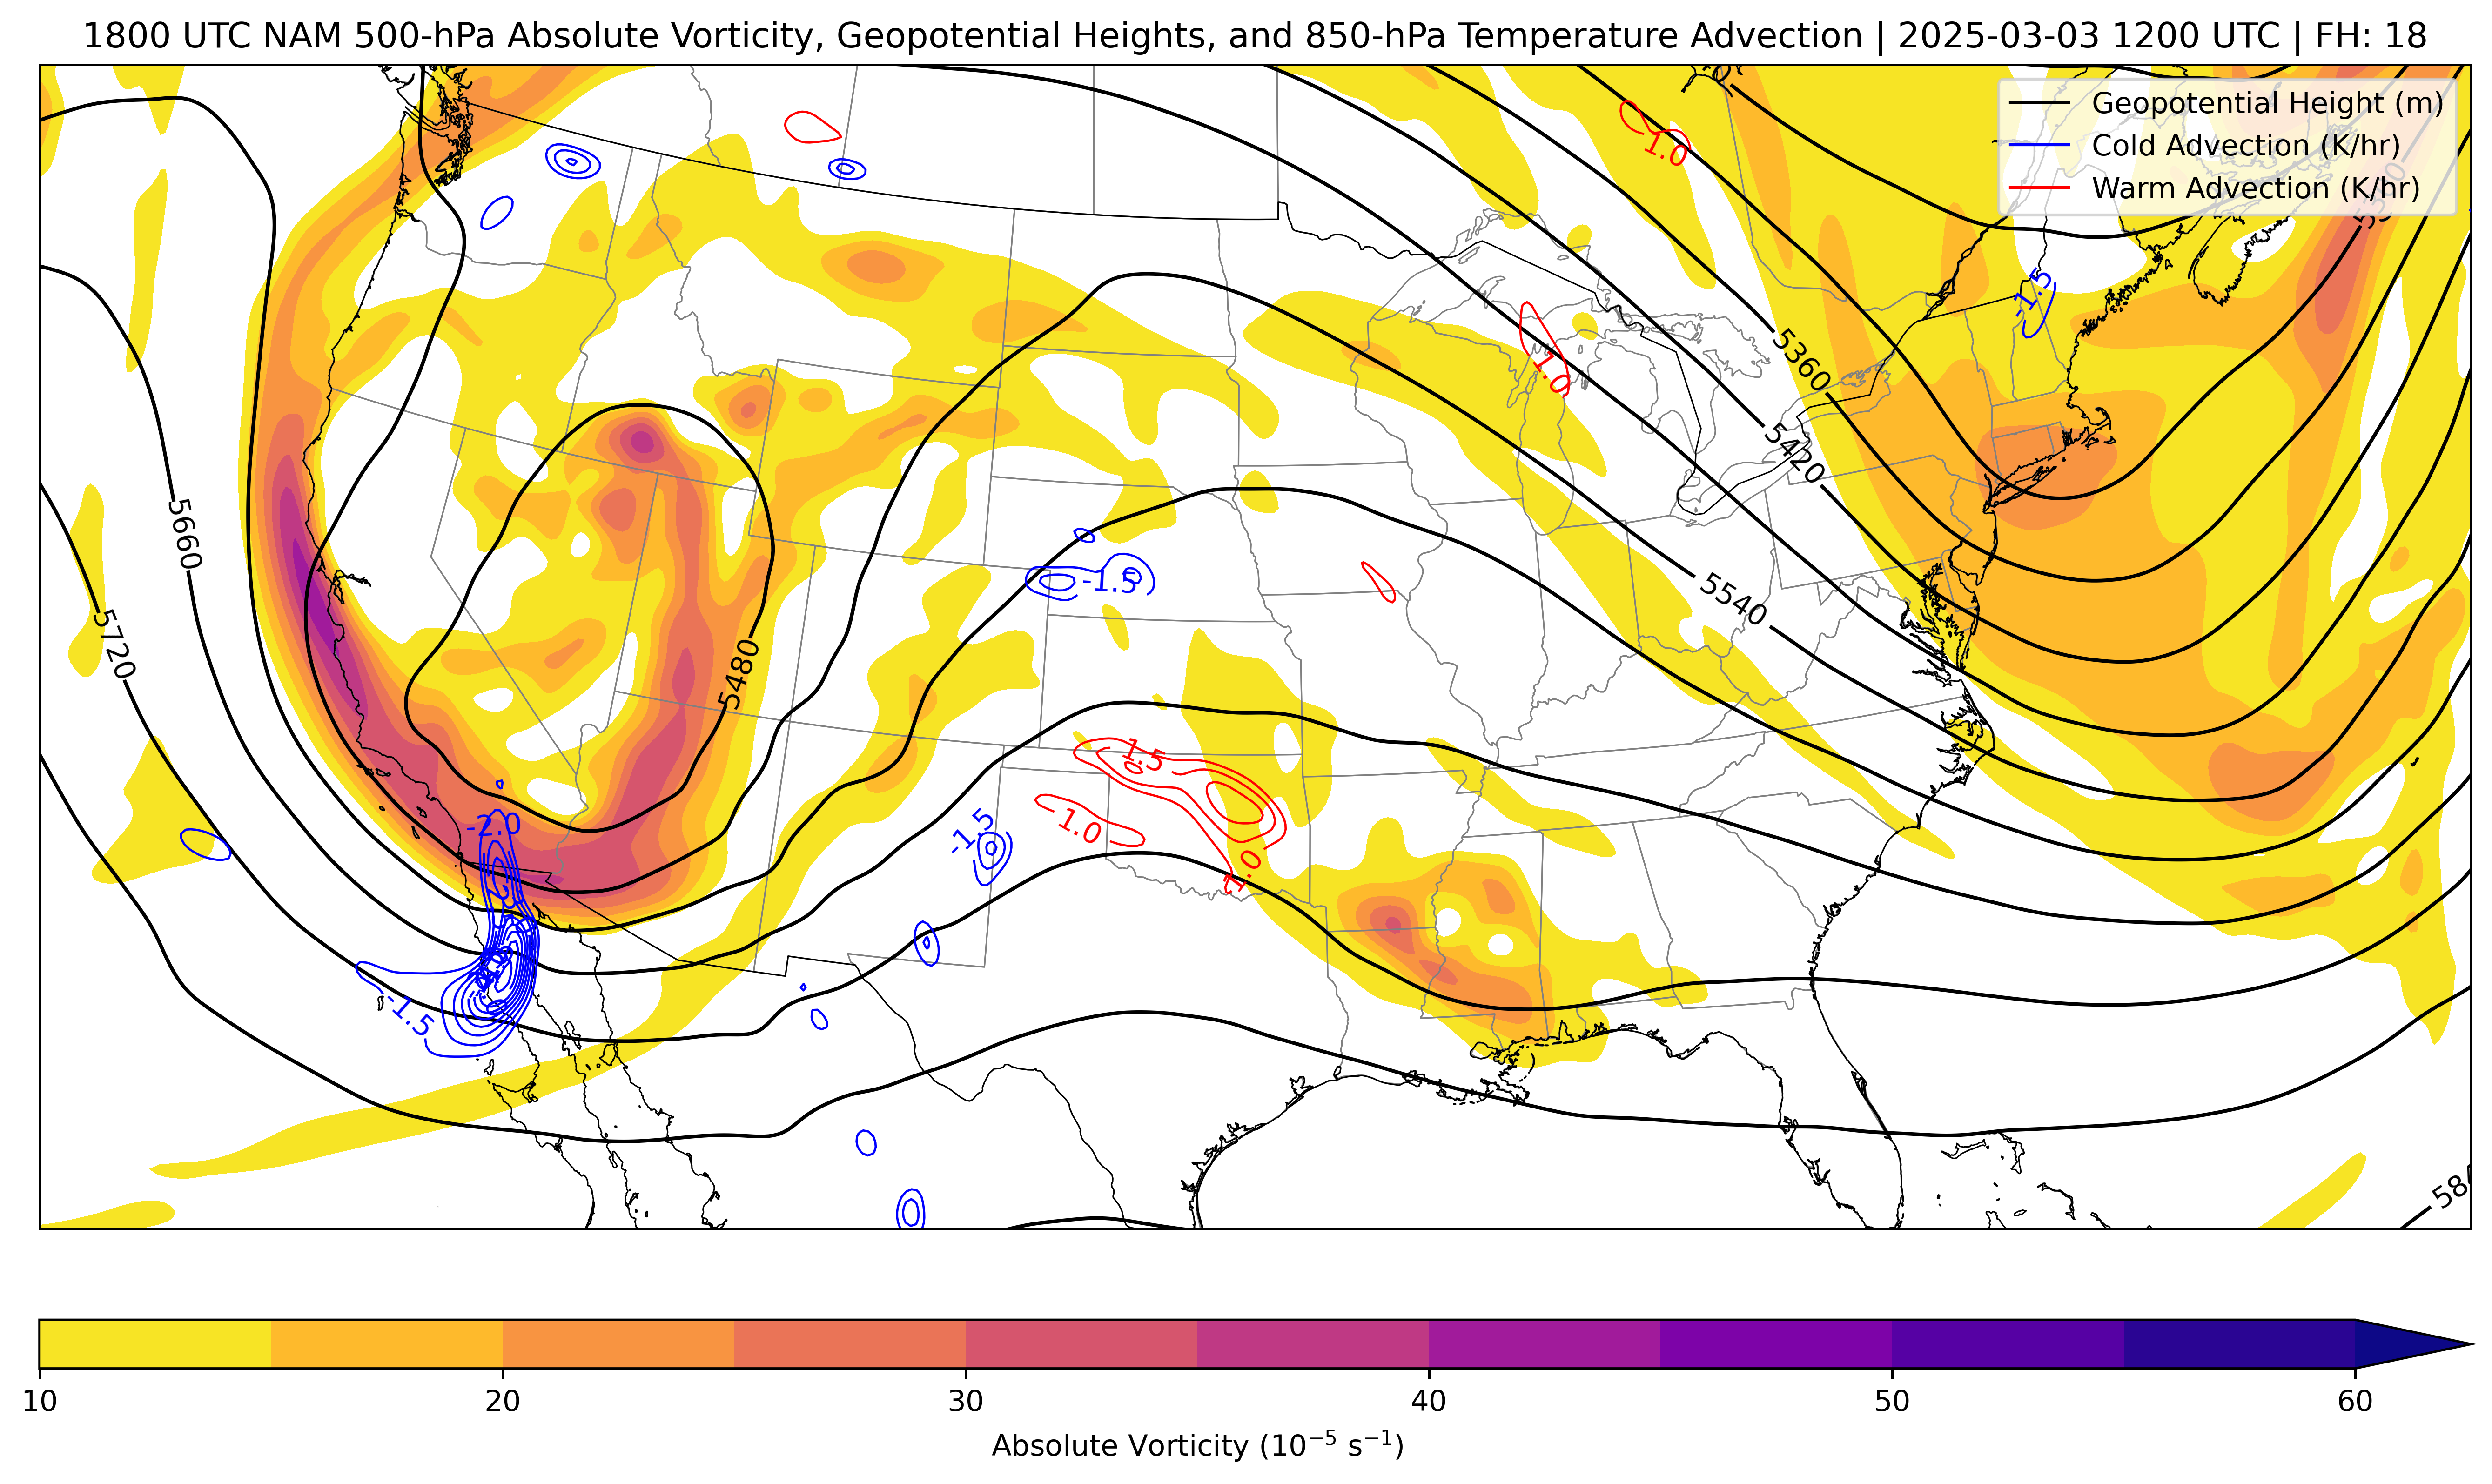 1800 UTC NAM 500-hPa Absolute Vorticity, Geopotential Heights, and 850-hPa Temperature Advection | 2025-03-03 1200 UTC | FH: 18
Geopotential Height (m)
Cold Advection (K/hr)
Warm Advection (K/hr)
-1.0
-1.5
5360
1.0
5420
5660
-1.5
5540
5720
5480
1.5
-1.0
-2.0
-1.5
1.0
-1.5
58
10 20 30 40 50 60
Absolute Vorticity (10⁻⁵ s⁻¹)